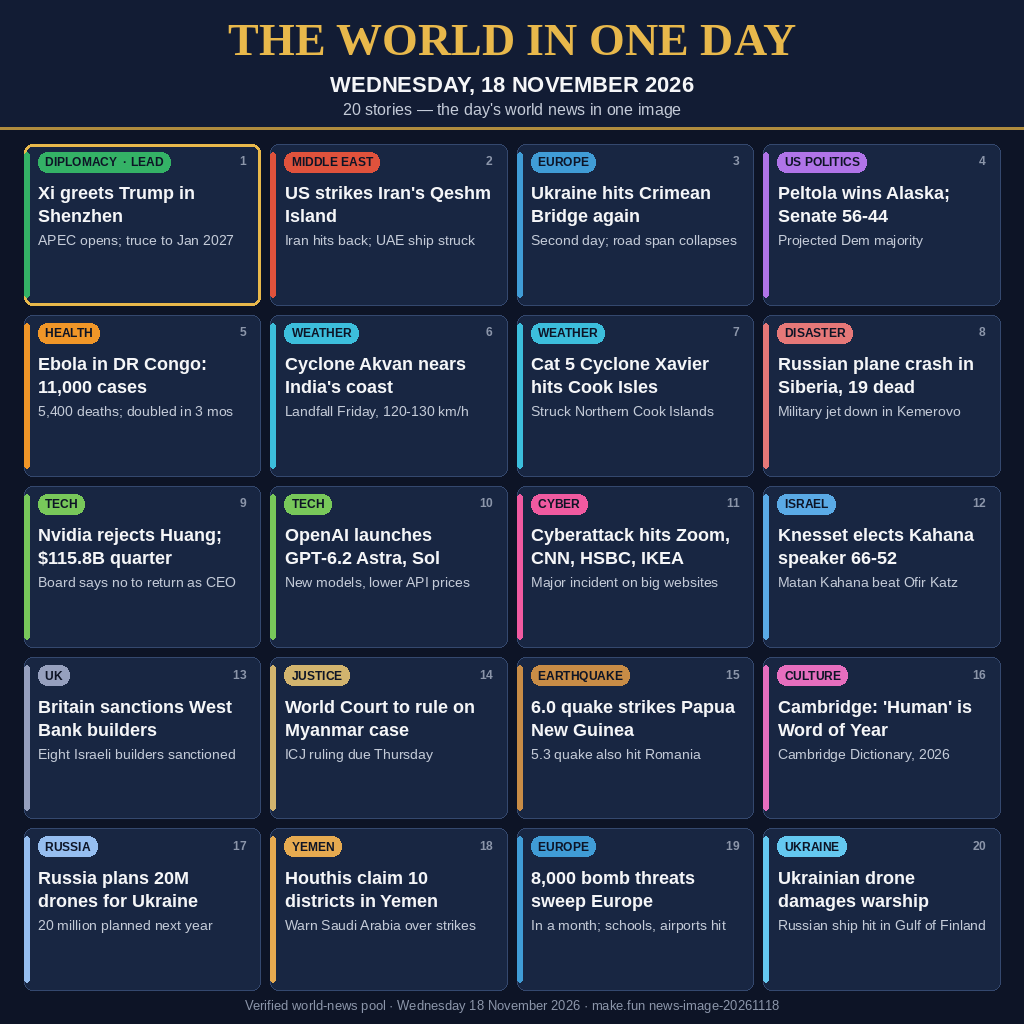 THE WORLD IN ONE DAY
WEDNESDAY, 18 NOVEMBER 2026
20 stories — the day's world news in one image
DIPLOMACY · LEAD 1
Xi greets Trump in
Shenzhen
APEC opens; truce to Jan 2027
MIDDLE EAST 2
US strikes Iran's Qeshm
Island
Iran hits back; UAE ship struck
EUROPE 3
Ukraine hits Crimean
Bridge again
Second day; road span collapses
US POLITICS 4
Peltola wins Alaska;
Senate 56-44
Projected Dem majority
HEALTH 5
Ebola in DR Congo:
11,000 cases
5,400 deaths; doubled in 3 mos
WEATHER 6
Cyclone Akvan nears
India's coast
Landfall Friday, 120-130 km/h
WEATHER 7
Cat 5 Cyclone Xavier
hits Cook Isles
Struck Northern Cook Islands
DISASTER 8
Russian plane crash in
Siberia, 19 dead
Military jet down in Kemerovo
TECH 9
Nvidia rejects Huang;
$115.8B quarter
Board says no to return as CEO
TECH 10
OpenAI launches
GPT-6.2 Astra, Sol
New models, lower API prices
CYBER 11
Cyberattack hits Zoom,
CNN, HSBC, IKEA
Major incident on big websites
ISRAEL 12
Knesset elects Kahana
speaker 66-52
Matan Kahana beat Ofir Katz
UK 13
Britain sanctions West
Bank builders
Eight Israeli builders sanctioned
JUSTICE 14
World Court to rule on
Myanmar case
ICJ ruling due Thursday
EARTHQUAKE 15
6.0 quake strikes Papua
New Guinea
5.3 quake also hit Romania
CULTURE 16
Cambridge: 'Human' is
Word of Year
Cambridge Dictionary, 2026
RUSSIA 17
Russia plans 20M
drones for Ukraine
20 million planned next year
YEMEN 18
Houthis claim 10
districts in Yemen
Warn Saudi Arabia over strikes
EUROPE 19
8,000 bomb threats
sweep Europe
In a month; schools, airports hit
UKRAINE 20
Ukrainian drone
damages warship
Russian ship hit in Gulf of Finland
Verified world-news pool · Wednesday 18 November 2026 · make.fun news-image-20261118